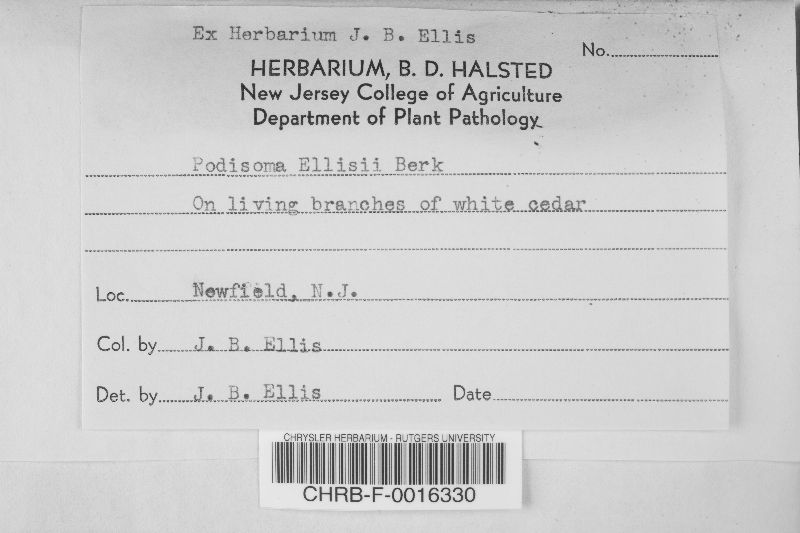 Ex Herbarium J. B. Ellis
No.
HERBARIUM, B. D. HALSTED
New Jersey College of Agriculture
Department of Plant Pathology
Podisoma Ellisii Berk
On living branches of white cedar
Loc. Newfield, N.J.
Col. by J. B. Ellis
Det. by J. B. Ellis Date
CHRYSLER HERBARIUM - RUTGERS UNIVERSITY
CHRB-F-0016330